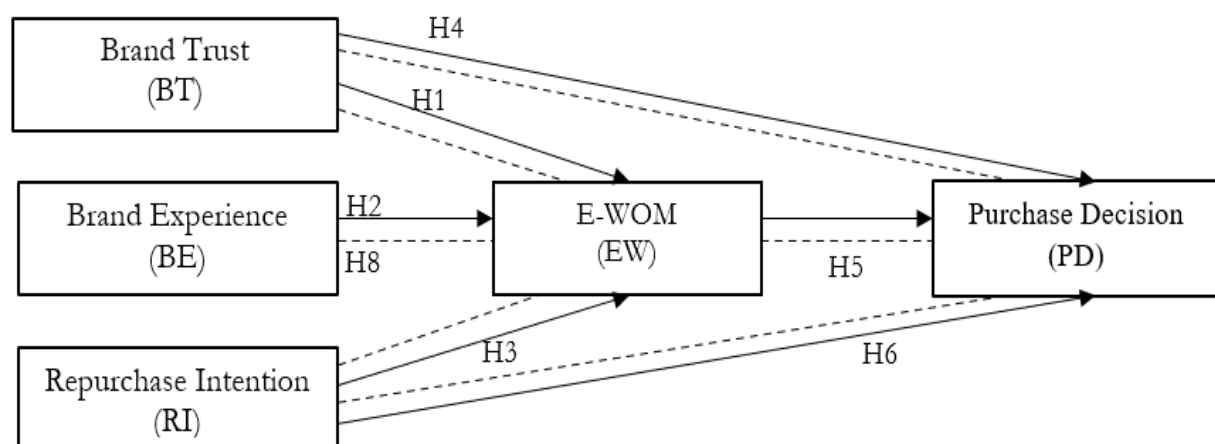 H4
Brand Trust
(BT)
H1
Brand Experience
(BE)
H2
H8
E-WOM
(EW)
H5
Purchase Decision
(PD)
Repurchase Intention
(RI)
H3
H6